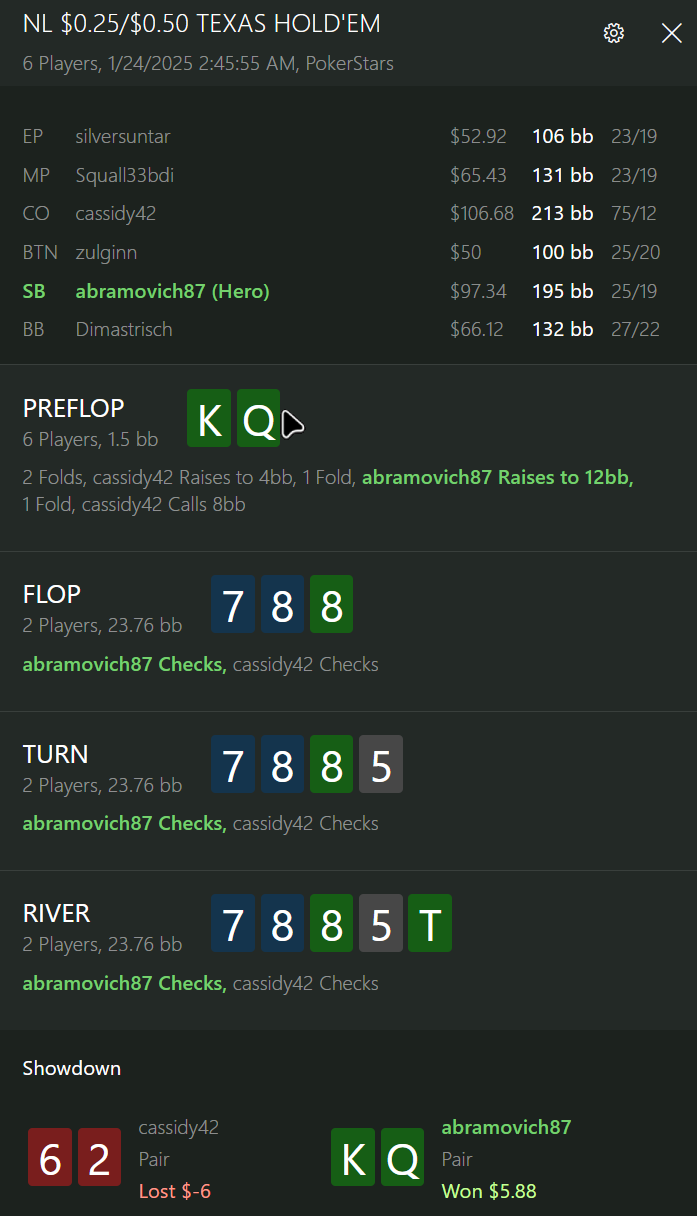 NL $0.25/$0.50 TEXAS HOLD'EM
6 Players, 1/24/2025 2:45:55 AM, PokerStars
EP silversuntar $52.92 106 bb 23/19
MP Squall33bdi $65.43 131 bb 23/19
CO cassidy42 $106.68 213 bb 75/12
BTN zulginn $50 100 bb 25/20
SB abramovich87 (Hero) $97.34 195 bb 25/19
BB Dimastrisch $66.12 132 bb 27/22
PREFLOP K Q
6 Players, 1.5 bb
2 Folds, cassidy42 Raises to 4bb, 1 Fold, abramovich87 Raises to 12bb,
1 Fold, cassidy42 Calls 8bb
FLOP 7 8 8
2 Players, 23.76 bb
abramovich87 Checks, cassidy42 Checks
TURN 7 8 8 5
2 Players, 23.76 bb
abramovich87 Checks, cassidy42 Checks
RIVER 7 8 8 5 T
2 Players, 23.76 bb
abramovich87 Checks, cassidy42 Checks
Showdown
6 2 cassidy42
Pair
Lost $-6
K Q abramovich87
Pair
Won $5.88